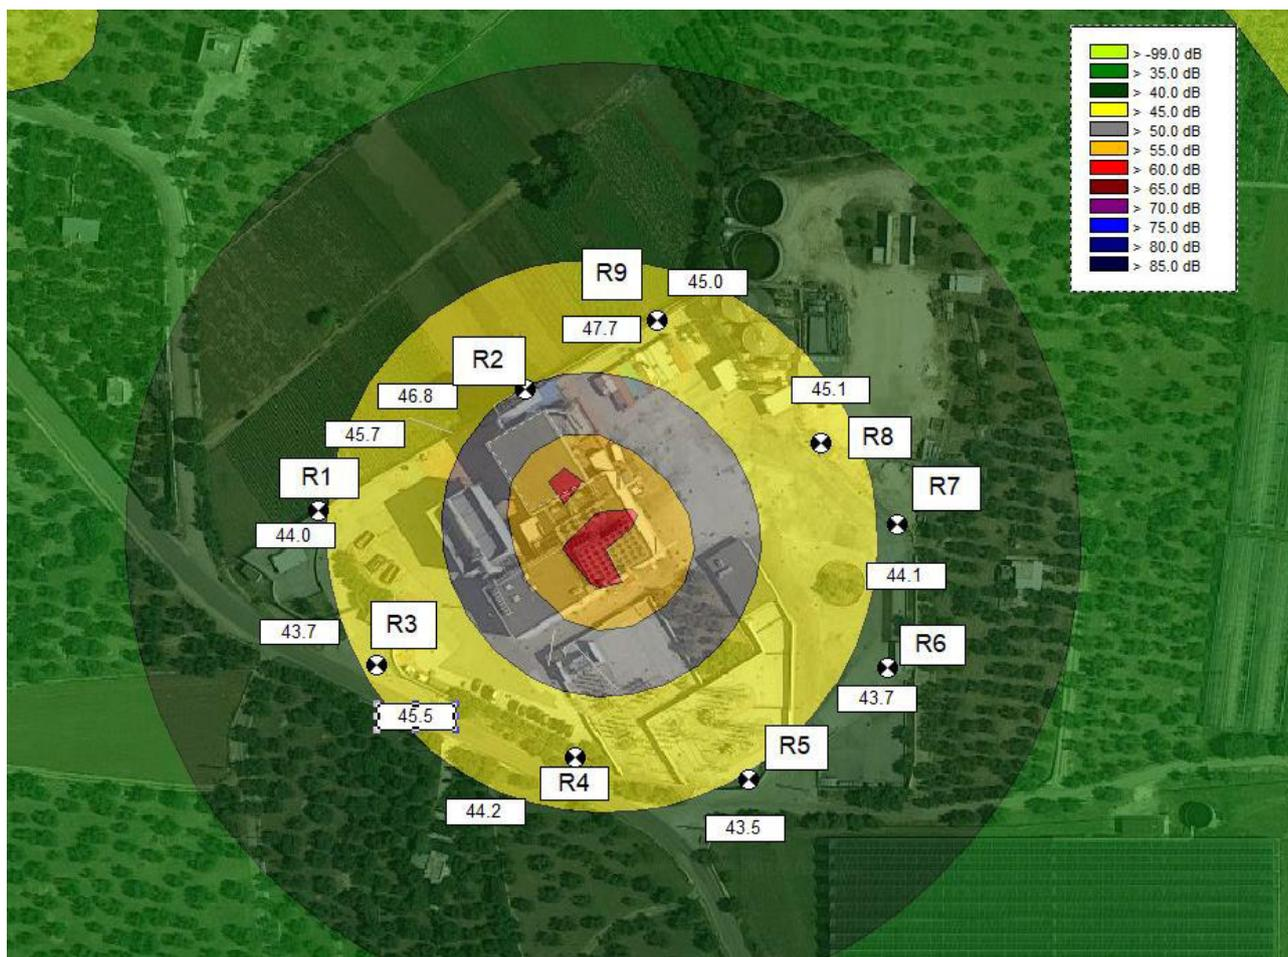 > -99.0 dB
> 35.0 dB
> 40.0 dB
> 45.0 dB
> 50.0 dB
> 55.0 dB
> 60.0 dB
> 65.0 dB
> 70.0 dB
> 75.0 dB
> 80.0 dB
> 85.0 dB
R9
45.0
47.7
R2
46.8
45.1
45.7
R8
R1
R7
44.0
44.1
43.7
R3
R6
43.7
45.5
R5
R4
44.2
43.5